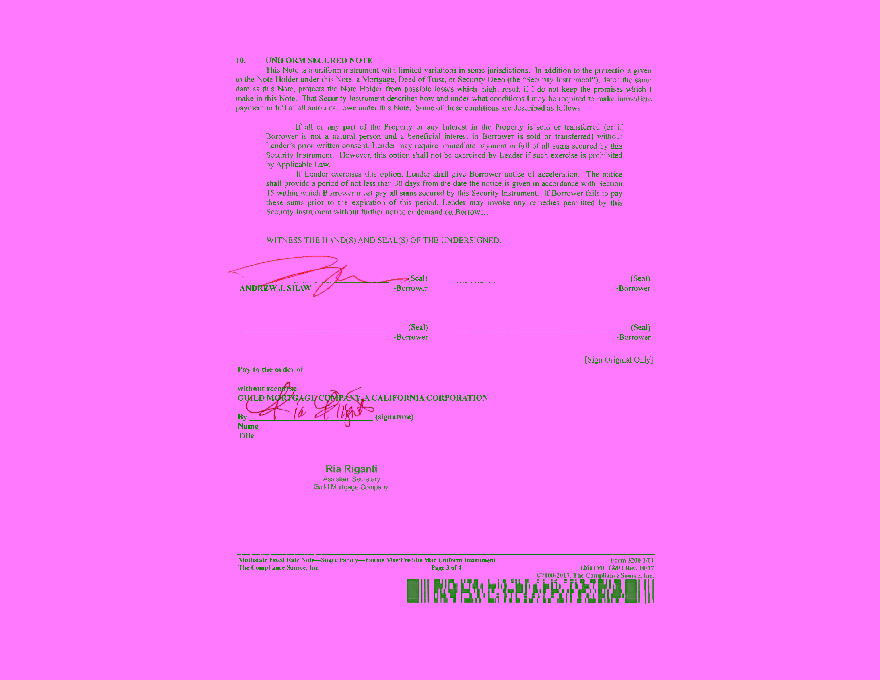 10. UNIFORM SECURED NOTE
This Note is a uniform instrument with limited variations in some jurisdictions. In addition to the protections given
to the Note Holder under this Note, a Mortgage, Deed of Trust, or Security Deed (the "Security Instrument"), dated the same
date as this Note, protects the Note Holder from possible losses which might result if I do not keep the promises which I
make in this Note. That Security Instrument describes how and under what conditions I may be required to make immediate
payment in full of all amounts I owe under this Note. Some of those conditions are described as follows:
If all or any part of the Property or any Interest in the Property is sold or transferred (or if
Borrower is not a natural person and a beneficial interest in Borrower is sold or transferred) without
Lender's prior written consent, Lender may require immediate payment in full of all sums secured by this
Security Instrument. However, this option shall not be exercised by Lender if such exercise is prohibited
by Applicable Law.
If Lender exercises this option, Lender shall give Borrower notice of acceleration. The notice
shall provide a period of not less than 30 days from the date the notice is given in accordance with Section
15 within which Borrower must pay all sums secured by this Security Instrument. If Borrower fails to pay
these sums prior to the expiration of this period, Lender may invoke any remedies permitted by this
Security Instrument without further notice or demand on Borrower.
WITNESS THE HAND(S) AND SEAL(S) OF THE UNDERSIGNED.
(Seal) (Seal)
ANDREW J. SHAW -Borrower -Borrower
(Seal) (Seal)
-Borrower -Borrower
[Sign Original Only]
Pay to the order of
without recourse
GUILD MORTGAGE COMPANY, A CALIFORNIA CORPORATION
By Ria Riganti (signature)
Name
Title
Ria Riganti
Assistant Secretary
Guild Mortgage Company
Multistate Fixed Rate Note—Single Family—Fannie Mae/Freddie Mac Uniform Instrument Form 3200 1/01
The Compliance Source, Inc. Page 3 of 4
©2000-2017, The Compliance Source, Inc.